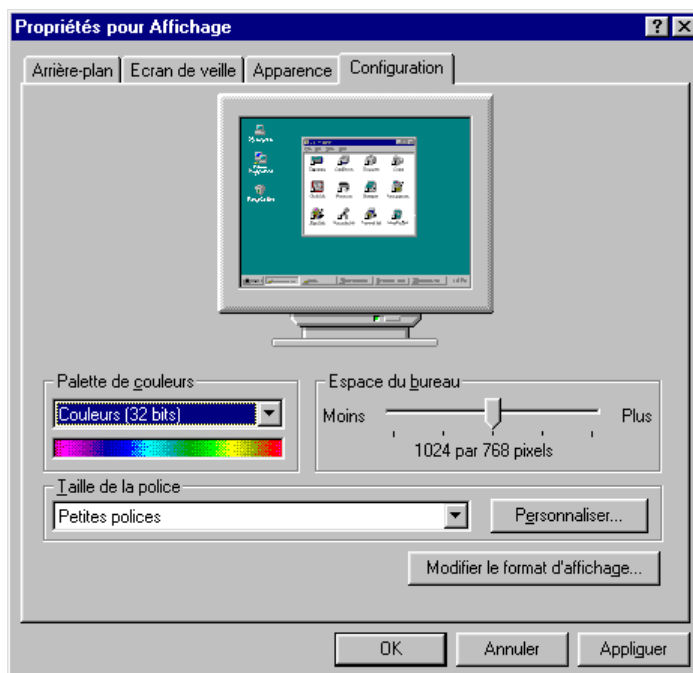 Propriétés pour Affichage
Arrière-plan
Ecran de veille
Apparence
Configuration
Palette de couleurs
Couleurs (32 bits)
Espace du bureau
Moins
Plus
1024 par 768 pixels
Taille de la police
Petites polices
Personnaliser...
Modifier le format d'affichage...
OK
Annuler
Appliquer